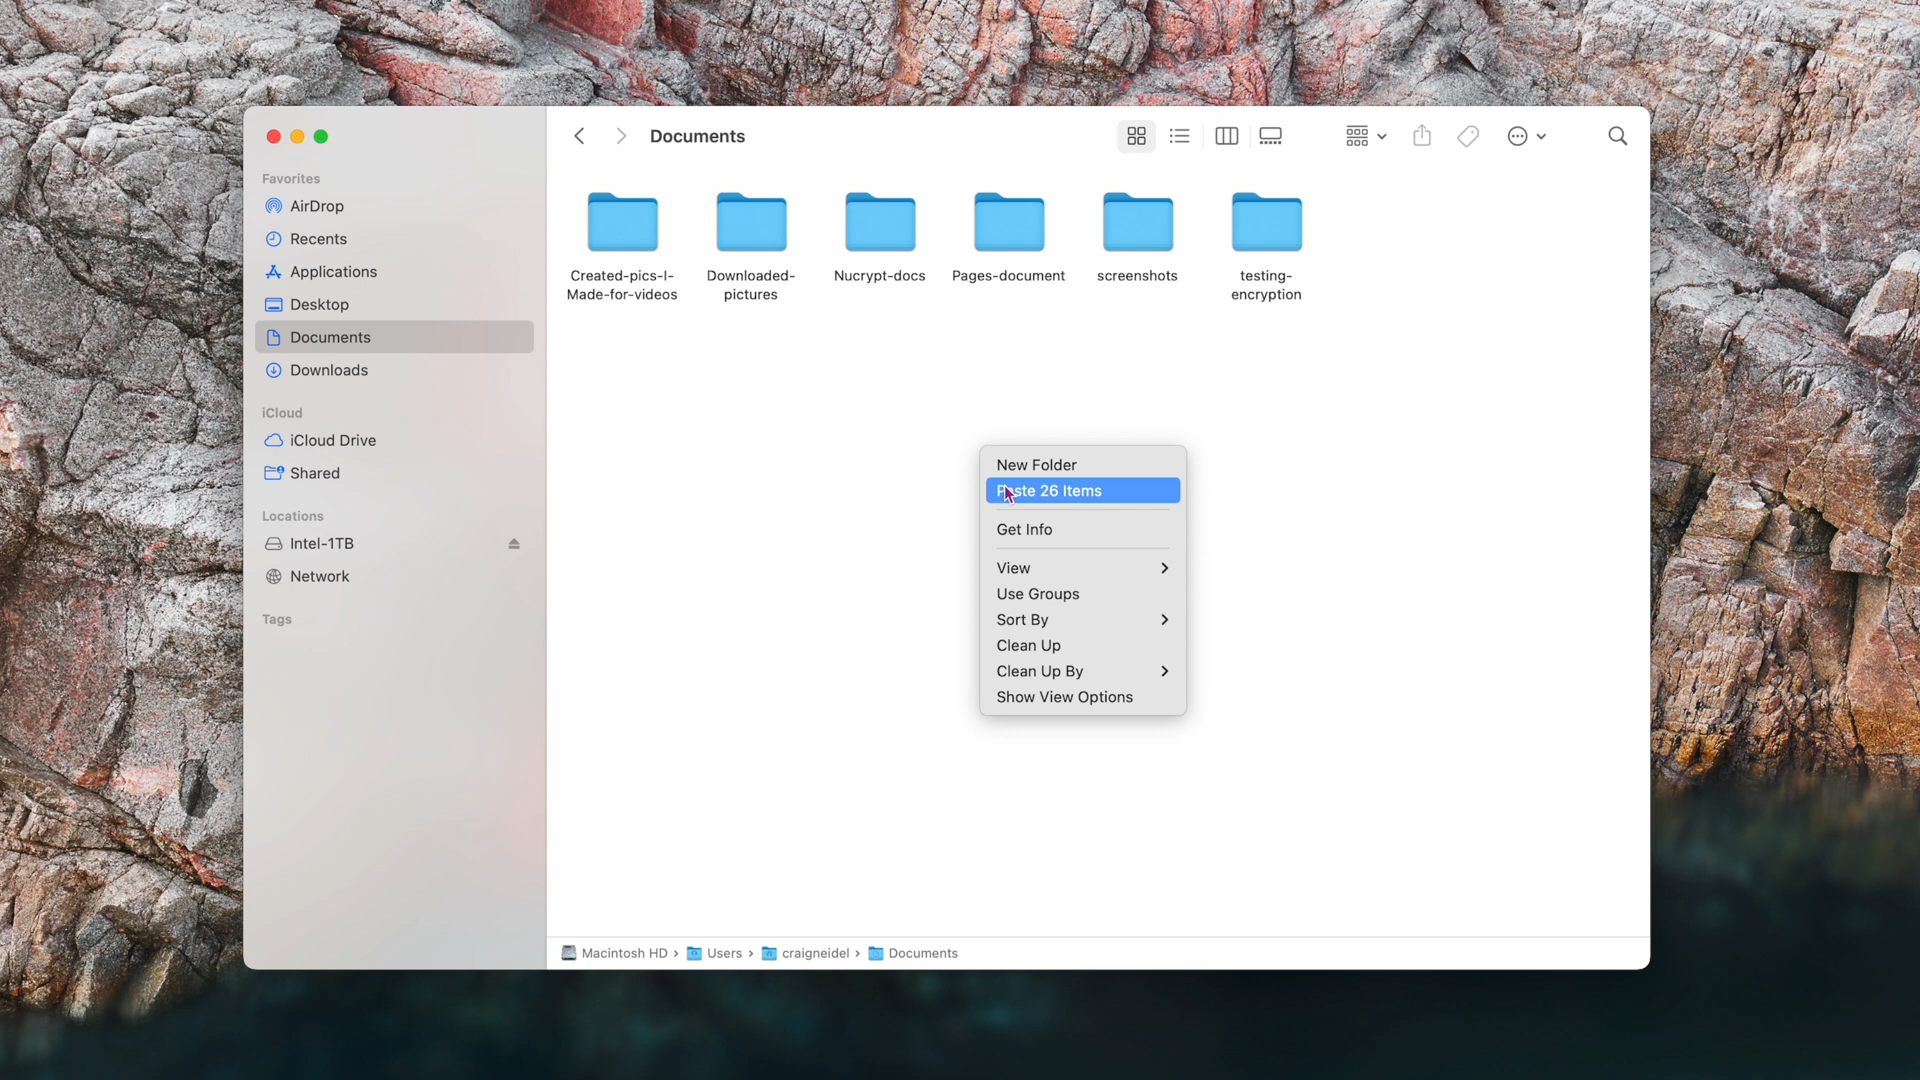 Favorites
AirDrop
Recents
Applications
Desktop
Documents
Downloads
iCloud
iCloud Drive
Shared
Locations
Intel-1TB
Network
Tags
Documents
Created-pics-I-
Made-for-videos
Downloaded-
pictures
Nucrypt-docs
Pages-document
screenshots
testing-
encryption
New Folder
Paste 26 Items
Get Info
View
Use Groups
Sort By
Clean Up
Clean Up By
Show View Options
Macintosh HD › Users › craigneidel › Documents